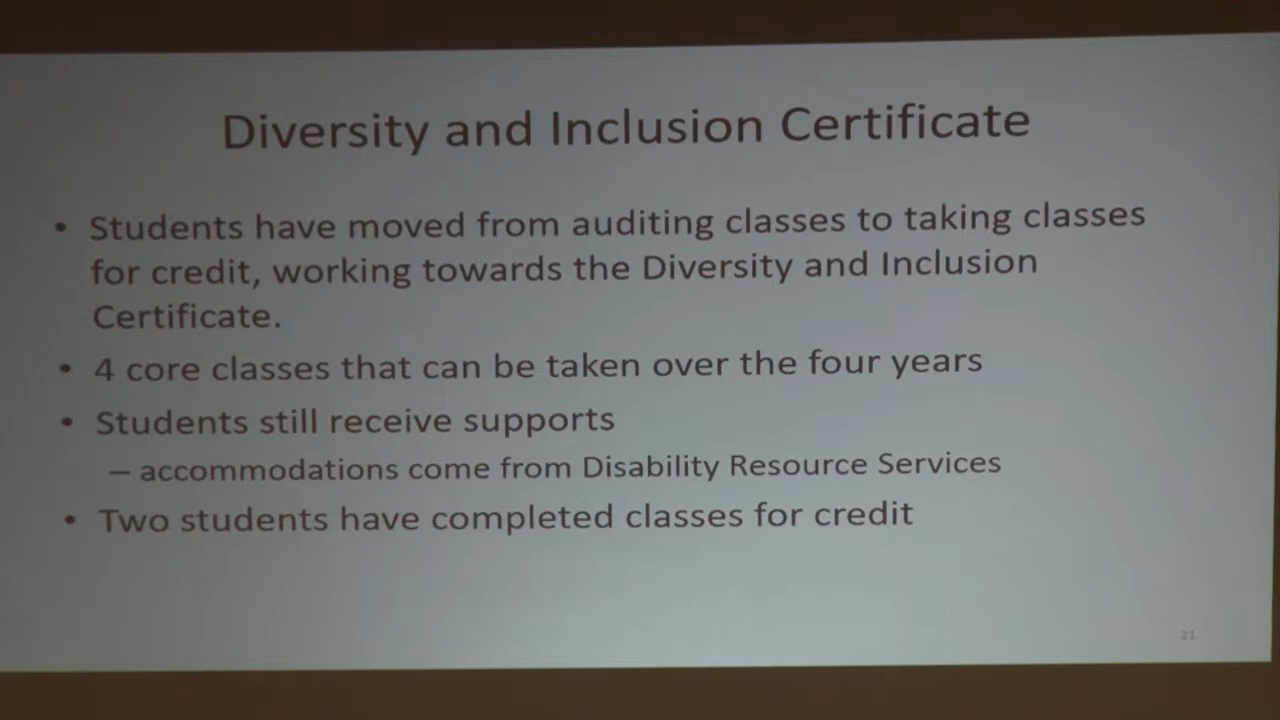 Diversity and Inclusion Certificate
• Students have moved from auditing classes to taking classes
for credit, working towards the Diversity and Inclusion
Certificate.
• 4 core classes that can be taken over the four years
• Students still receive supports
– accommodations come from Disability Resource Services
• Two students have completed classes for credit
21